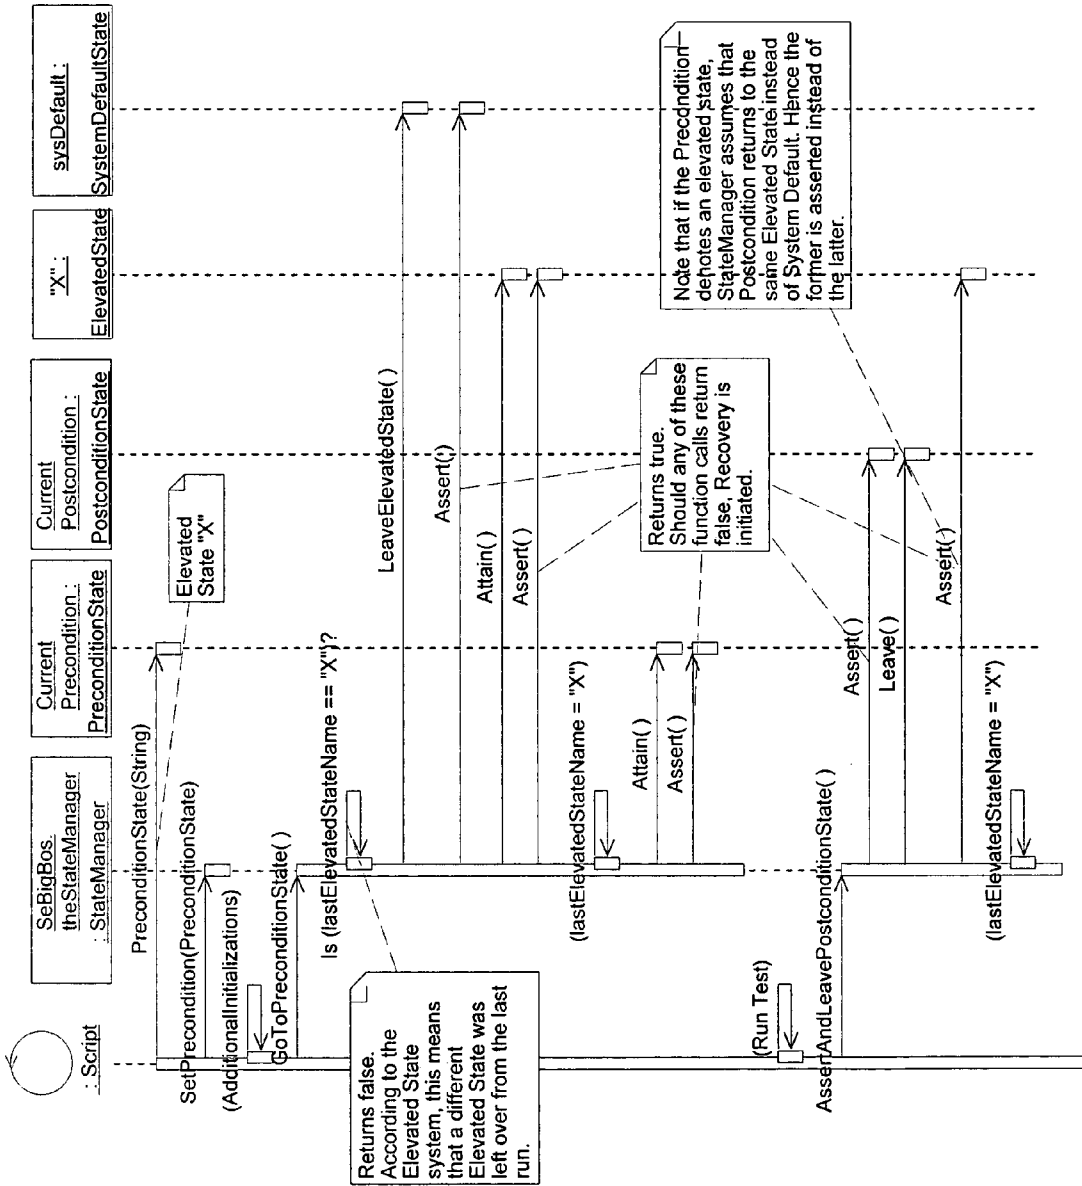 : Script
SeBigBos.
theStateManager
: StateManager
Current
Precondition :
PreconditionState
Current
Postcondition :
PostconditionState
"X" :
ElevatedState
sysDefault :
SystemDefaultState
PreconditionState(String)
Elevated
State "X"
SetPrecondition(PreconditionState)
(AdditionalInitializations)
GoToPreconditionState( )
Is (lastElevatedStateName == "X")?
Returns false.
According to the
Elevated State
system, this means
that a different
Elevated State was
left over from the last
run.
LeaveElevatedState( )
Assert()
Attain( )
Assert( )
(lastElevatedStateName = "X")
Attain( )
Assert( )
Returns true.
Should any of these
function calls return
false, Recovery is
initiated.
Note that if the Precondition
denotes an elevated state,
StateManager assumes that
Postcondition returns to the
same Elevated State instead
of System Default. Hence the
former is asserted instead of
the latter.
(Run Test)
AssertAndLeavePostconditionState( )
Assert( )
Leave( )
Assert( )
(lastElevatedStateName = "X")